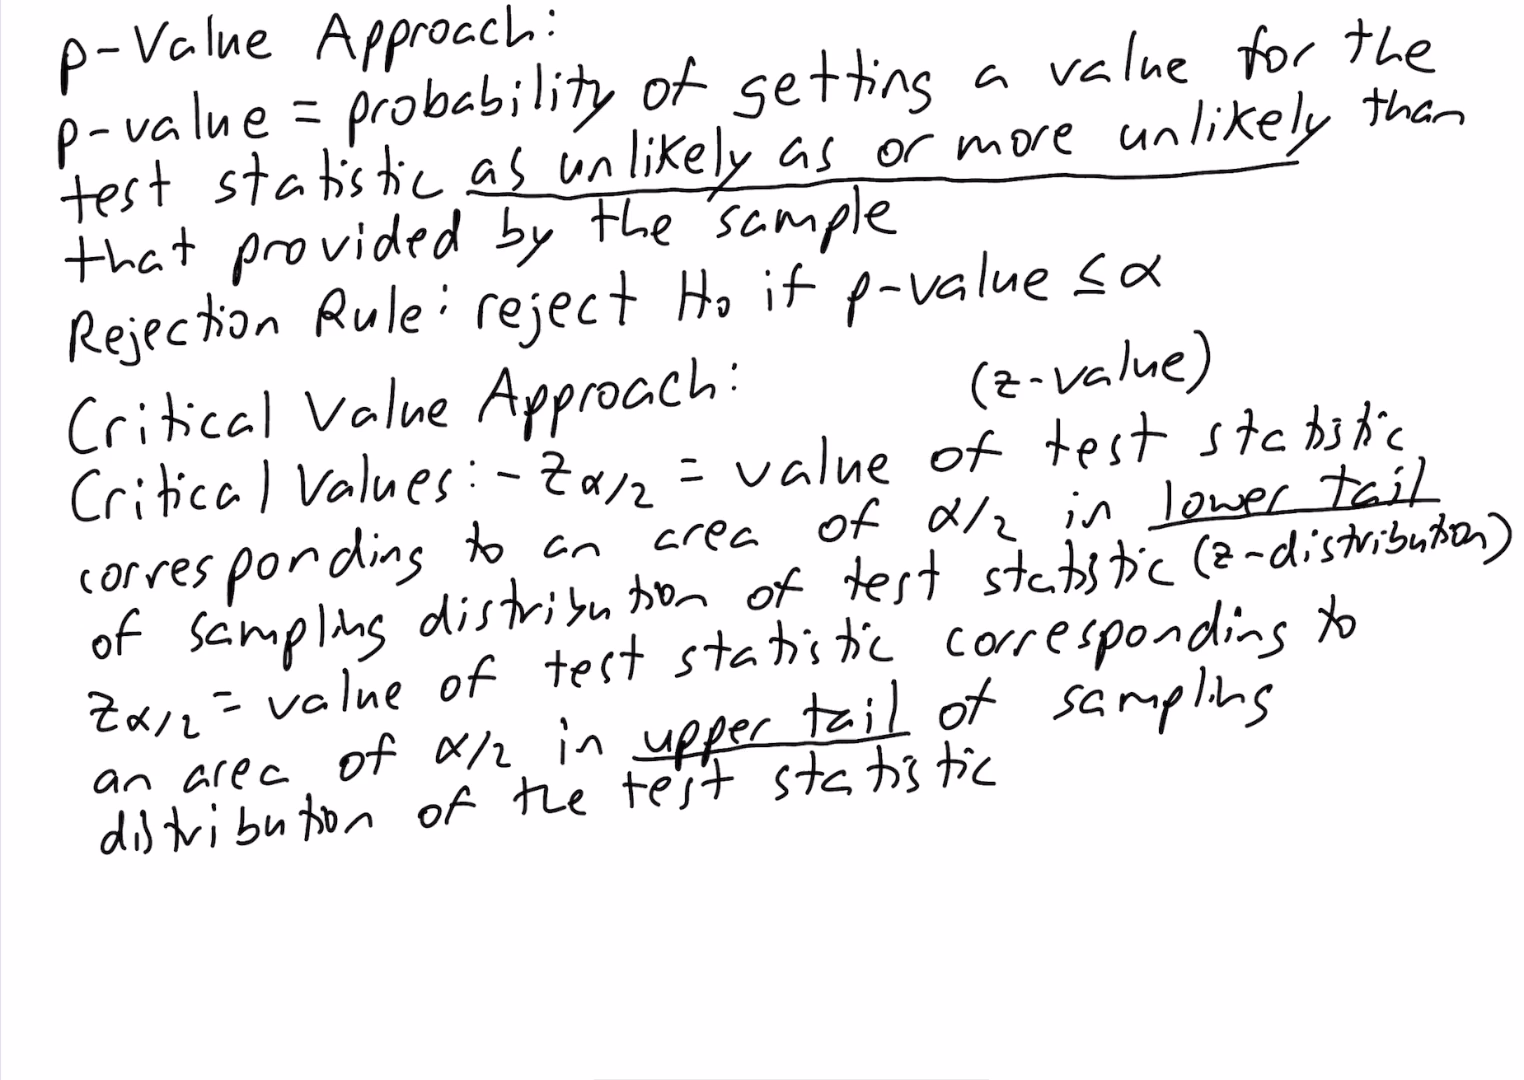 p-Value Approach:
p-value = probability of getting a value for the
test statistic as unlikely as or more unlikely than
that provided by the sample
Rejection Rule: reject H₀ if p-value ≤ α
Critical Value Approach:
(z-value)
Critical Values: -z_{α/2} = value of test statistic
corresponding to an area of α/2 in lower tail
of sampling distribution of test statistic (z-distribution)
z_{α/2} = value of test statistic corresponding to
an area of α/2 in upper tail of sampling
distribution of the test statistic